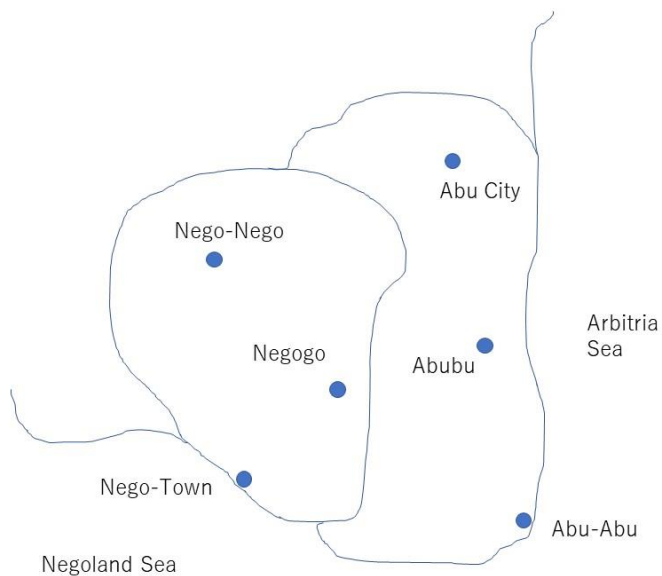 Abu City
Nego-Nego
Arbitria
Sea
Negogo
Abubu
Nego-Town
Abu-Abu
Negoland Sea